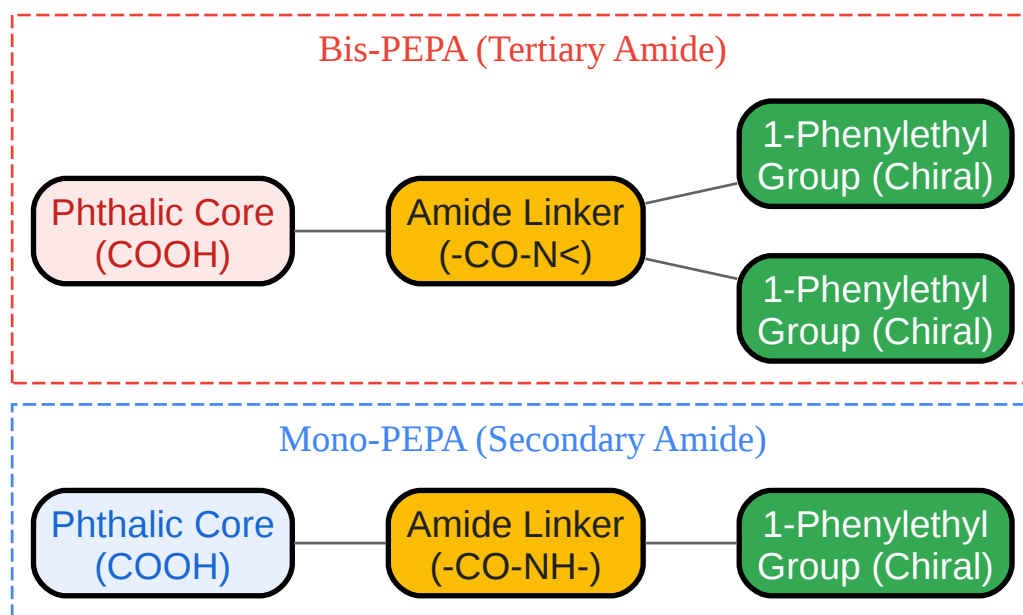 Bis-PEPA (Tertiary Amide)
1-Phenylethyl
Group (Chiral)
Phthalic Core
(COOH)
Amide Linker
(-CO-N<)
1-Phenylethyl
Group (Chiral)
Mono-PEPA (Secondary Amide)
Phthalic Core
(COOH)
Amide Linker
(-CO-NH-)
1-Phenylethyl
Group (Chiral)